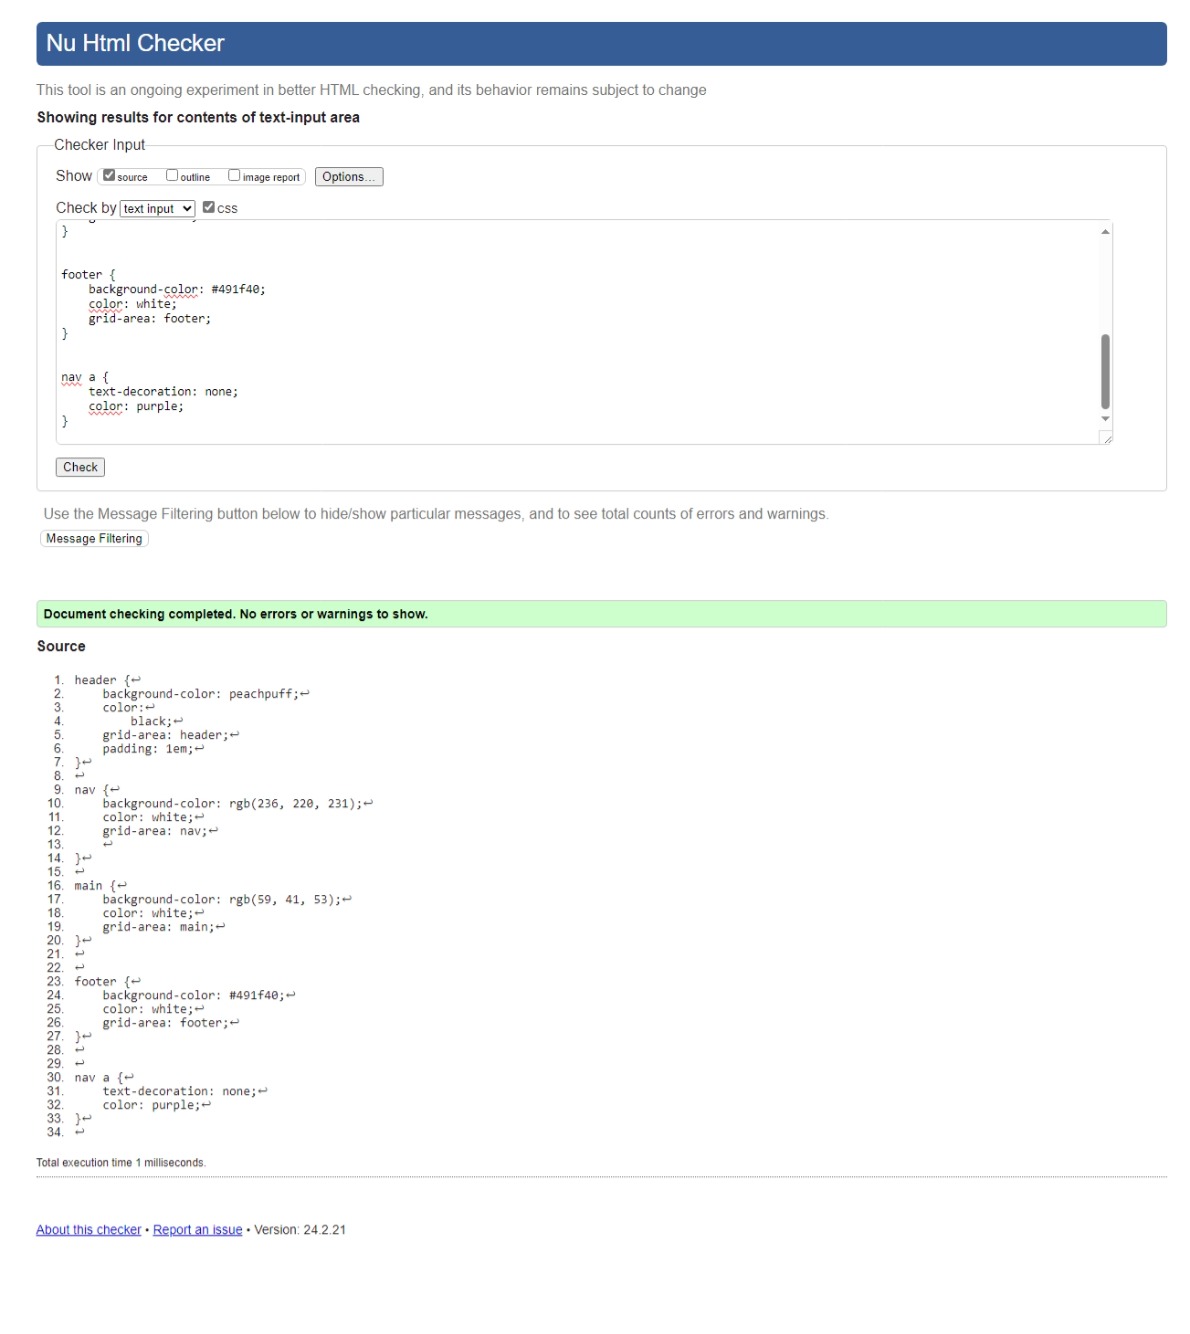 Nu Html Checker
This tool is an ongoing experiment in better HTML checking, and its behavior remains subject to change
Showing results for contents of text-input area
Checker Input
Show source outline image report Options...
Check by text input css
}
footer {
    background-color: #491f40;
    color: white;
    grid-area: footer;
}
nav a {
    text-decoration: none;
    color: purple;
}
Check
Use the Message Filtering button below to hide/show particular messages, and to see total counts of errors and warnings.
Message Filtering
Document checking completed. No errors or warnings to show.
Source
1. header {↩
2.     background-color: peachpuff;↩
3.     color:↩
4.         black;↩
5.     grid-area: header;↩
6.     padding: 1em;↩
7. }↩
8. ↩
9. nav {↩
10.     background-color: rgb(236, 220, 231);↩
11.     color: white;↩
12.     grid-area: nav;↩
13.     ↩
14. }↩
15. ↩
16. main {↩
17.     background-color: rgb(59, 41, 53);↩
18.     color: white;↩
19.     grid-area: main;↩
20. }↩
21. ↩
22. ↩
23. footer {↩
24.     background-color: #491f40;↩
25.     color: white;↩
26.     grid-area: footer;↩
27. }↩
28. ↩
29. ↩
30. nav a {↩
31.     text-decoration: none;↩
32.     color: purple;↩
33. }↩
34. ↩
Total execution time 1 milliseconds.
About this checker • Report an issue • Version: 24.2.21